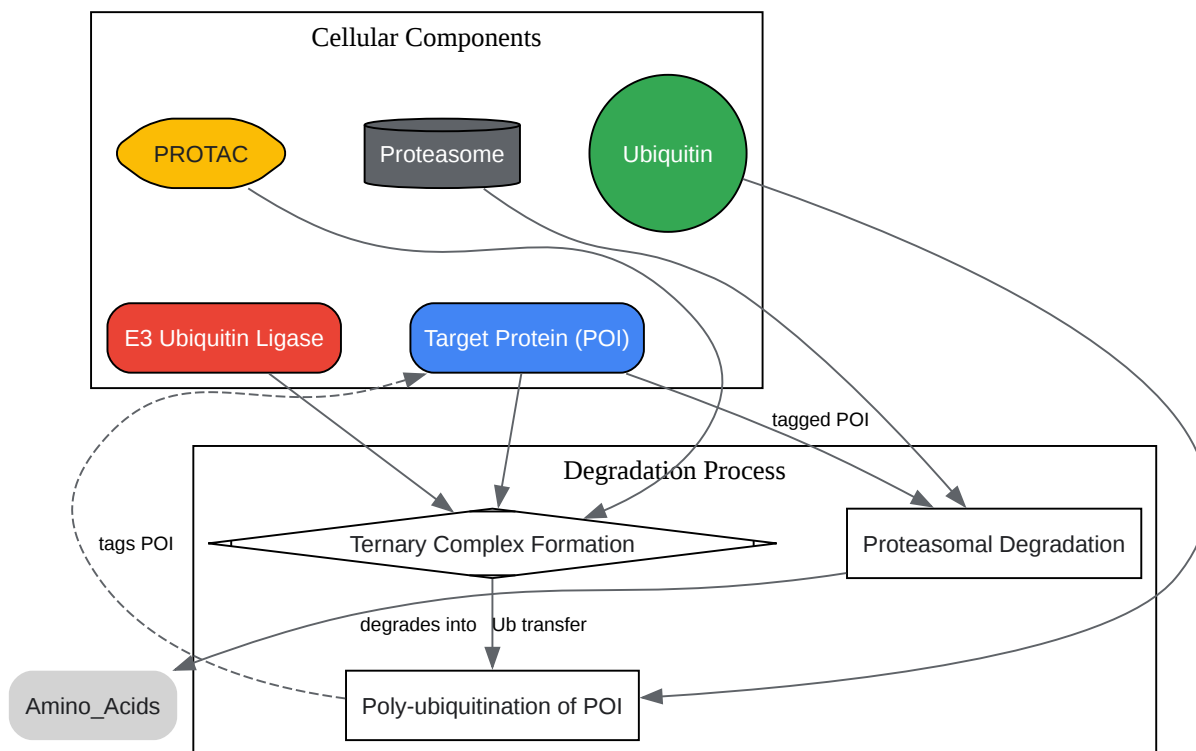 Cellular Components
PROTAC
Proteasome
Ubiquitin
E3 Ubiquitin Ligase
Target Protein (POI)
tagged POI
Degradation Process
tags POI
Ternary Complex Formation
Proteasomal Degradation
degrades into
Ub transfer
Amino_Acids
Poly-ubiquitination of POI